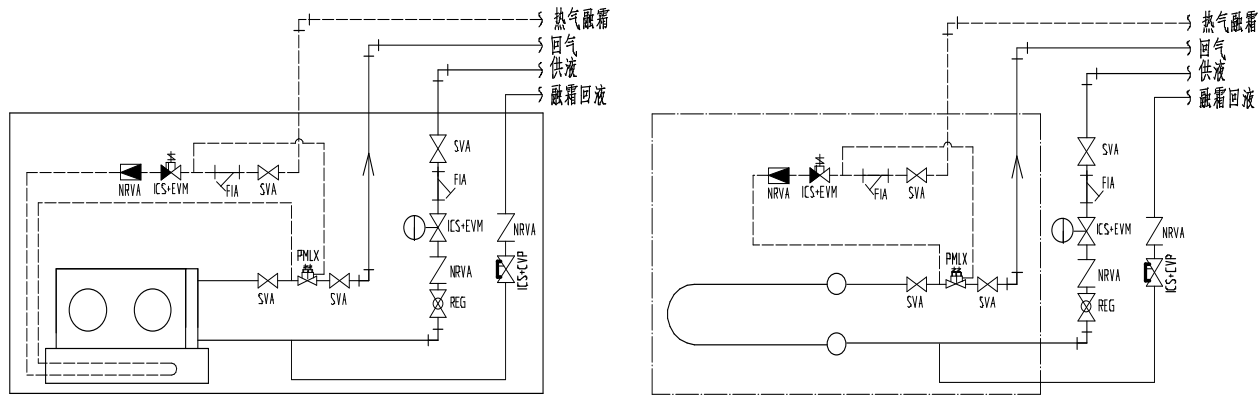 热气融霜
回气
供液
融霜回液
SVA
FIA
NRVA
ICS+EVM
FIA
SVA
ICS+EVM
NRVA
ICS+CVP
PMLX
NRVA
SVA
SVA
REG
热气融霜
回气
供液
融霜回液
SVA
FIA
NRVA
ICS+EVM
FIA
SVA
ICS+EVM
NRVA
ICS+CVP
PMLX
NRVA
SVA
SVA
REG